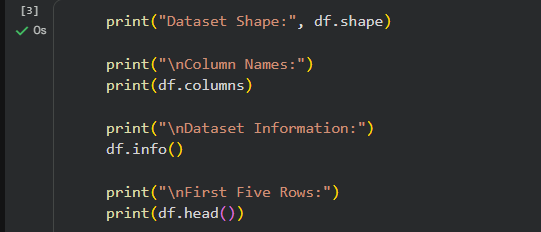 [3]
0s
print("Dataset Shape:", df.shape)
print("\nColumn Names:")
print(df.columns)
print("\nDataset Information:")
df.info()
print("\nFirst Five Rows:")
print(df.head())